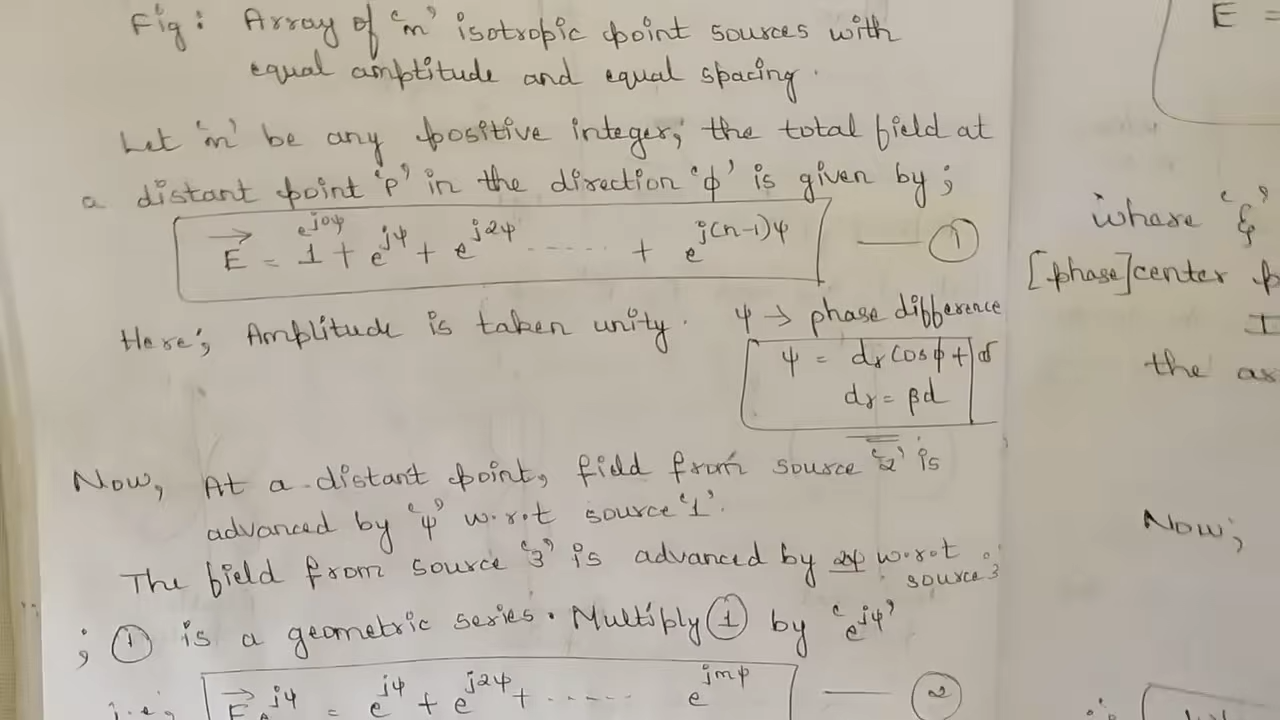 Fig: Array of 'n' isotropic point sources with
equal amptitude and equal spacing.
Let 'n' be any positive integer; the total field at
a distant point 'p' in the direction 'φ' is given by;
e^{j0ψ}
E⃗ = 1 + e^{jψ} + e^{j2ψ} ...... + e^{j(n-1)ψ} —— ①
Here; Amplitude is taken unity. ψ → phase difference
ψ = dr cosφ + δ
dr = βd
Now, At a distant point, field from source '2' is
advanced by 'ψ' w.r.t source '1'.
The field from source '3' is advanced by 2ψ w.r.t
source
; ① is a geometric series. Multiply ① by 'e^{jψ}'
i.e;
E⃗ e^{jψ} = e^{jψ} + e^{j2ψ} + ...... e^{jnψ} —— ②
E =
where 'ξ'
[phase]center
I
the
Now;